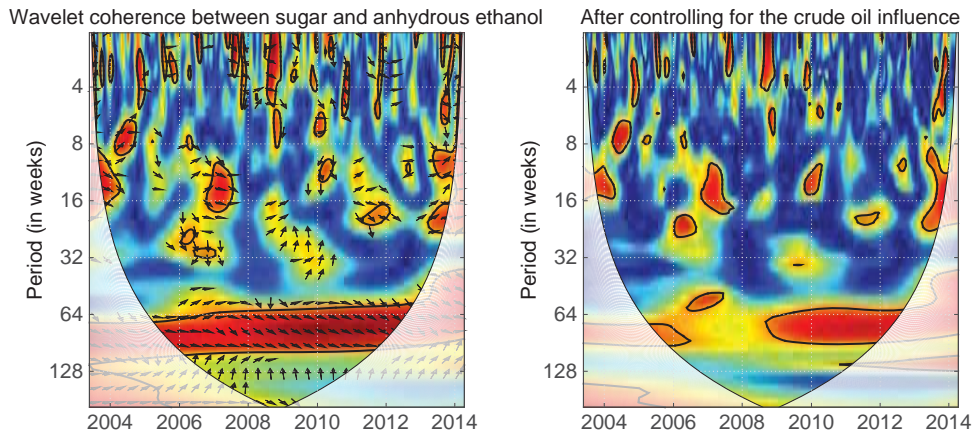 Wavelet coherence between sugar and anhydrous ethanol
Period (in weeks)
4
8
16
32
64
128
2004 2006 2008 2010 2012 2014
After controlling for the crude oil influence
Period (in weeks)
4
8
16
32
64
128
2004 2006 2008 2010 2012 2014